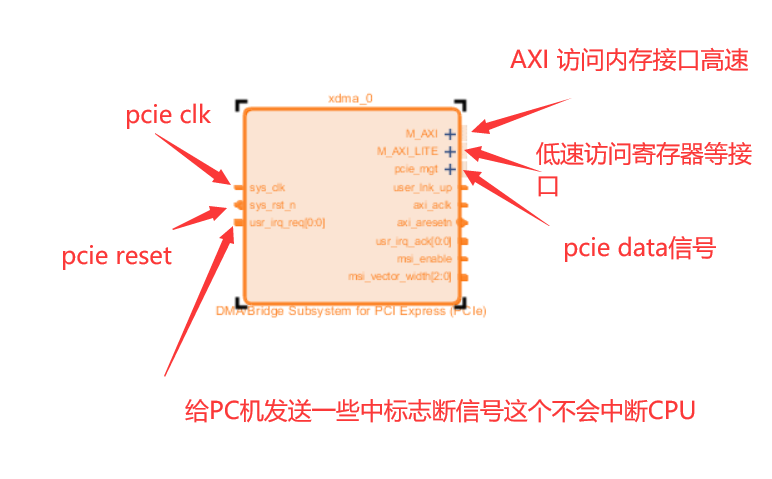 AXI 访问内存接口高速
xdma_0
pcie clk
M_AXI
M_AXI_LITE
低速访问寄存器等接
口
pcie_mgt
sys_clk
user_lnk_up
sys_rst_n
axi_aclk
usr_irq_req[0:0]
axi_aresetn
pcie reset
pcie data信号
usr_irq_ack[0:0]
msi_enable
msi_vector_width[2:0]
DMA/Bridge Subsystem for PCI Express (PCIe)
给PC机发送一些中标志断信号这个不会中断CPU